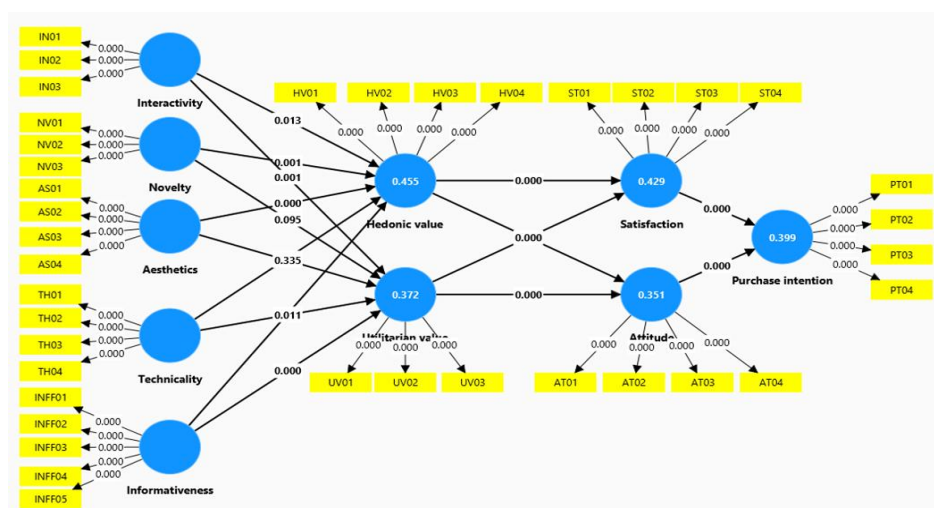 IN01
IN02
IN03
0.000
0.000
0.000
Interactivity
NV01
NV02
NV03
0.000
0.000
0.000
Novelty
AS01
AS02
AS03
AS04
0.000
0.000
0.000
0.000
Aesthetics
TH01
TH02
TH03
TH04
0.000
0.000
0.000
0.000
Technicality
INFF01
INFF02
INFF03
INFF04
INFF05
0.000
0.000
0.000
0.000
0.000
Informativeness
0.013
0.001
0.001
0.000
0.095
0.335
0.011
0.000
HV01
HV02
HV03
HV04
0.000
0.000
0.000
0.000
0.455
Hedonic value
0.372
Utilitarian value
0.000
0.000
0.000
UV01
UV02
UV03
0.000
0.000
0.000
ST01
ST02
ST03
ST04
0.000
0.000
0.000
0.000
0.429
Satisfaction
0.351
Attitude
0.000
0.000
0.000
0.000
AT01
AT02
AT03
AT04
0.000
0.000
0.399
Purchase intention
0.000
0.000
0.000
0.000
PT01
PT02
PT03
PT04